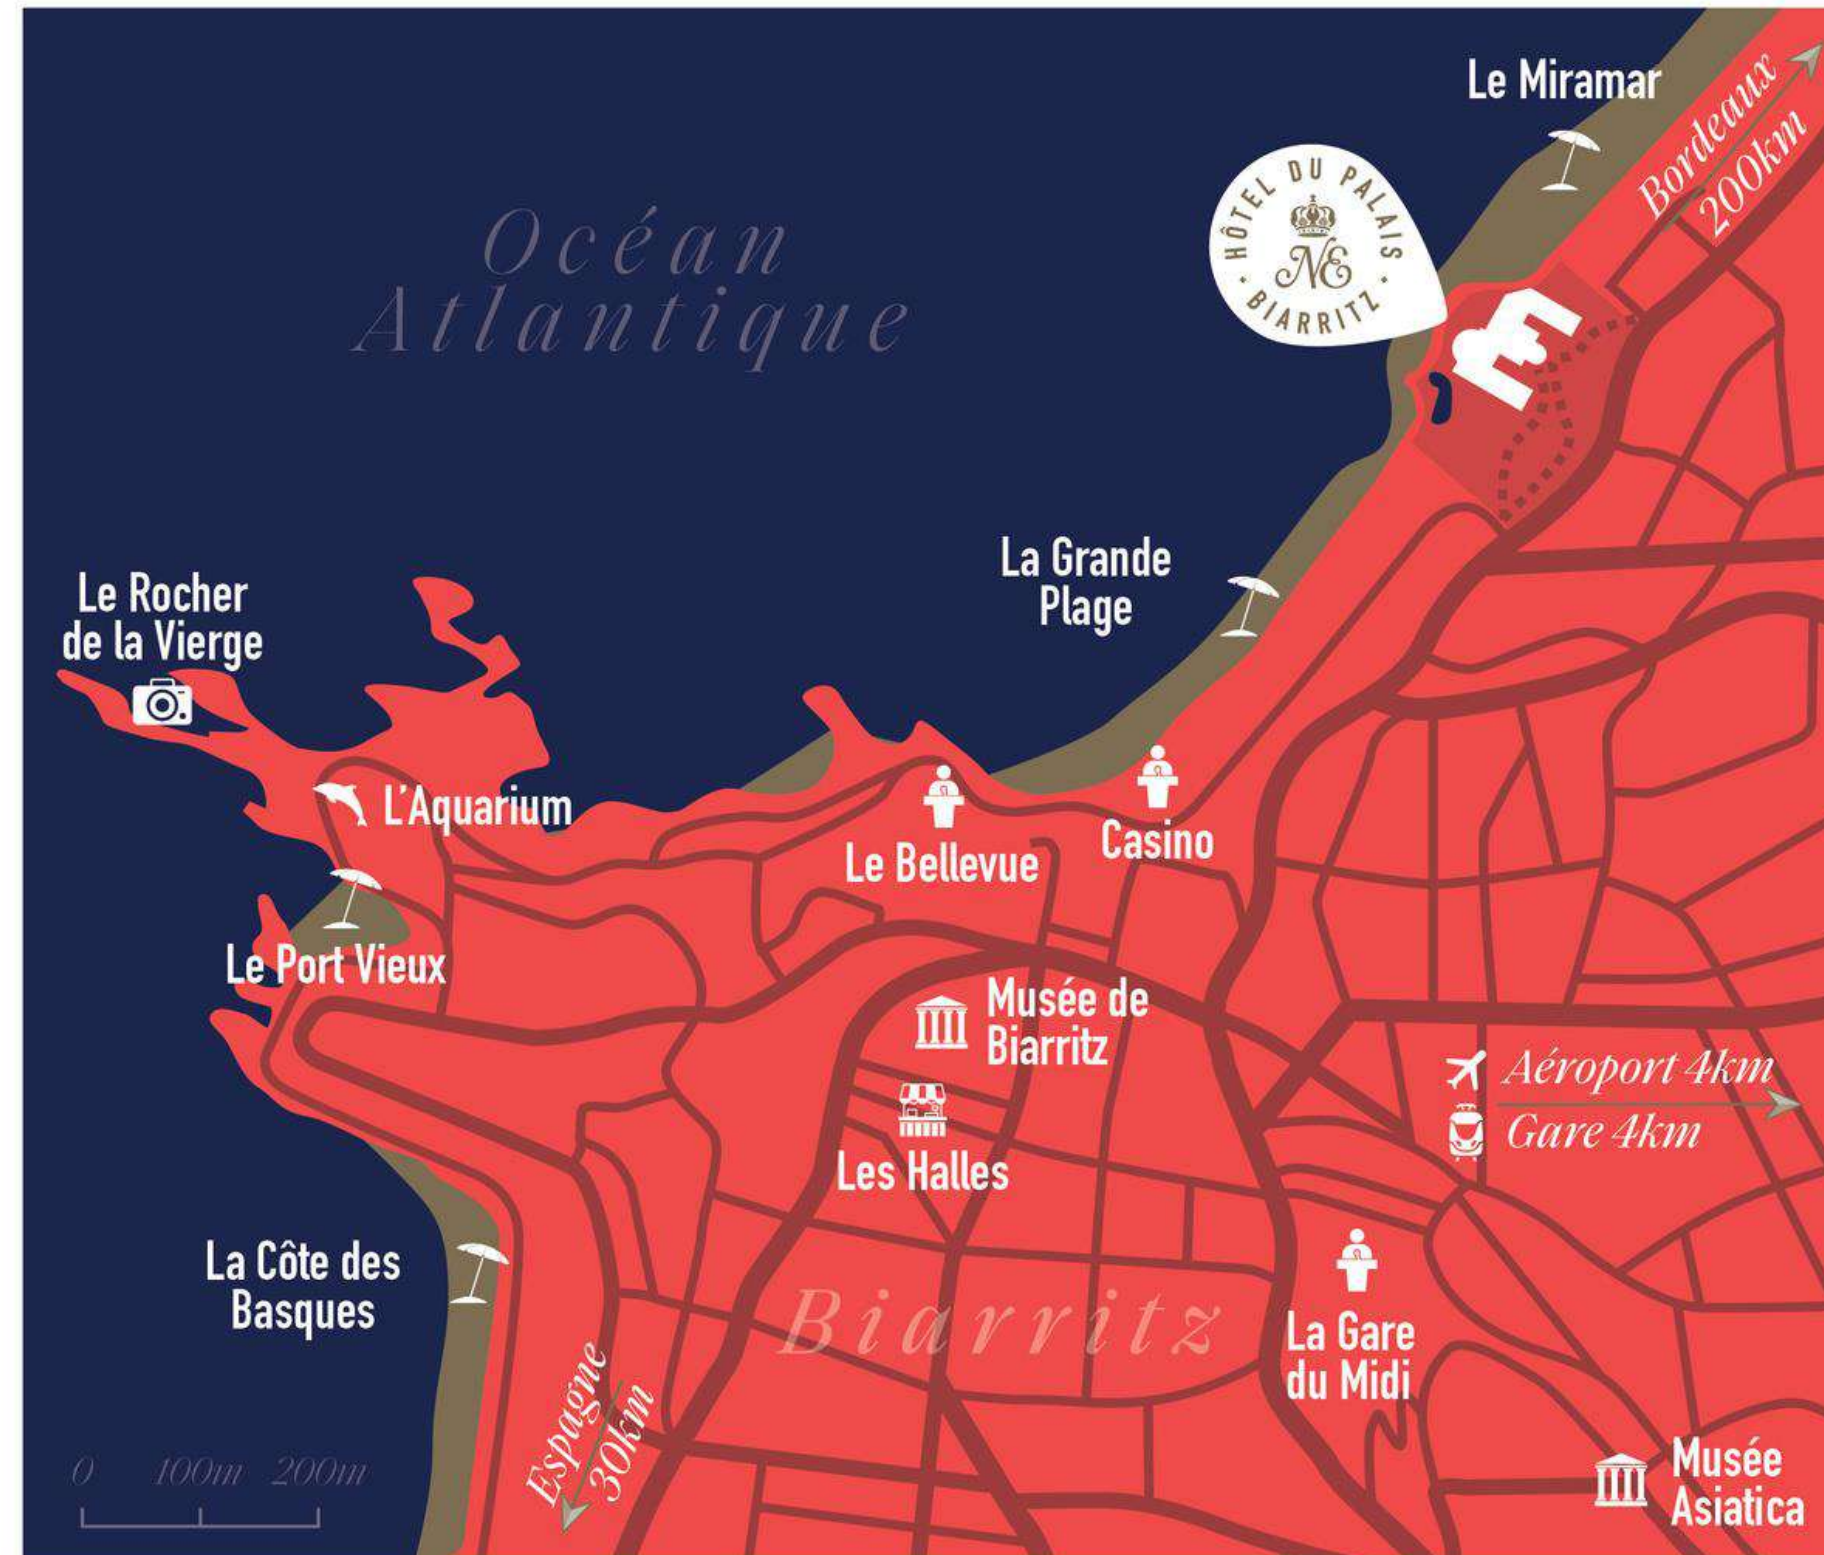 Le Miramar
Bordeaux
200km
HÔTEL DU PALAIS
NE
· BIARRITZ ·
Océan
Atlantique
La Grande
Plage
Le Rocher
de la Vierge
L'Aquarium
Le Bellevue
Casino
Le Port Vieux
Musée de
Biarritz
Aéroport 4km
Gare 4km
Les Halles
La Côte des
Basques
Biarritz
La Gare
du Midi
Espagne
30km
0 100m 200m
Musée
Asiatica